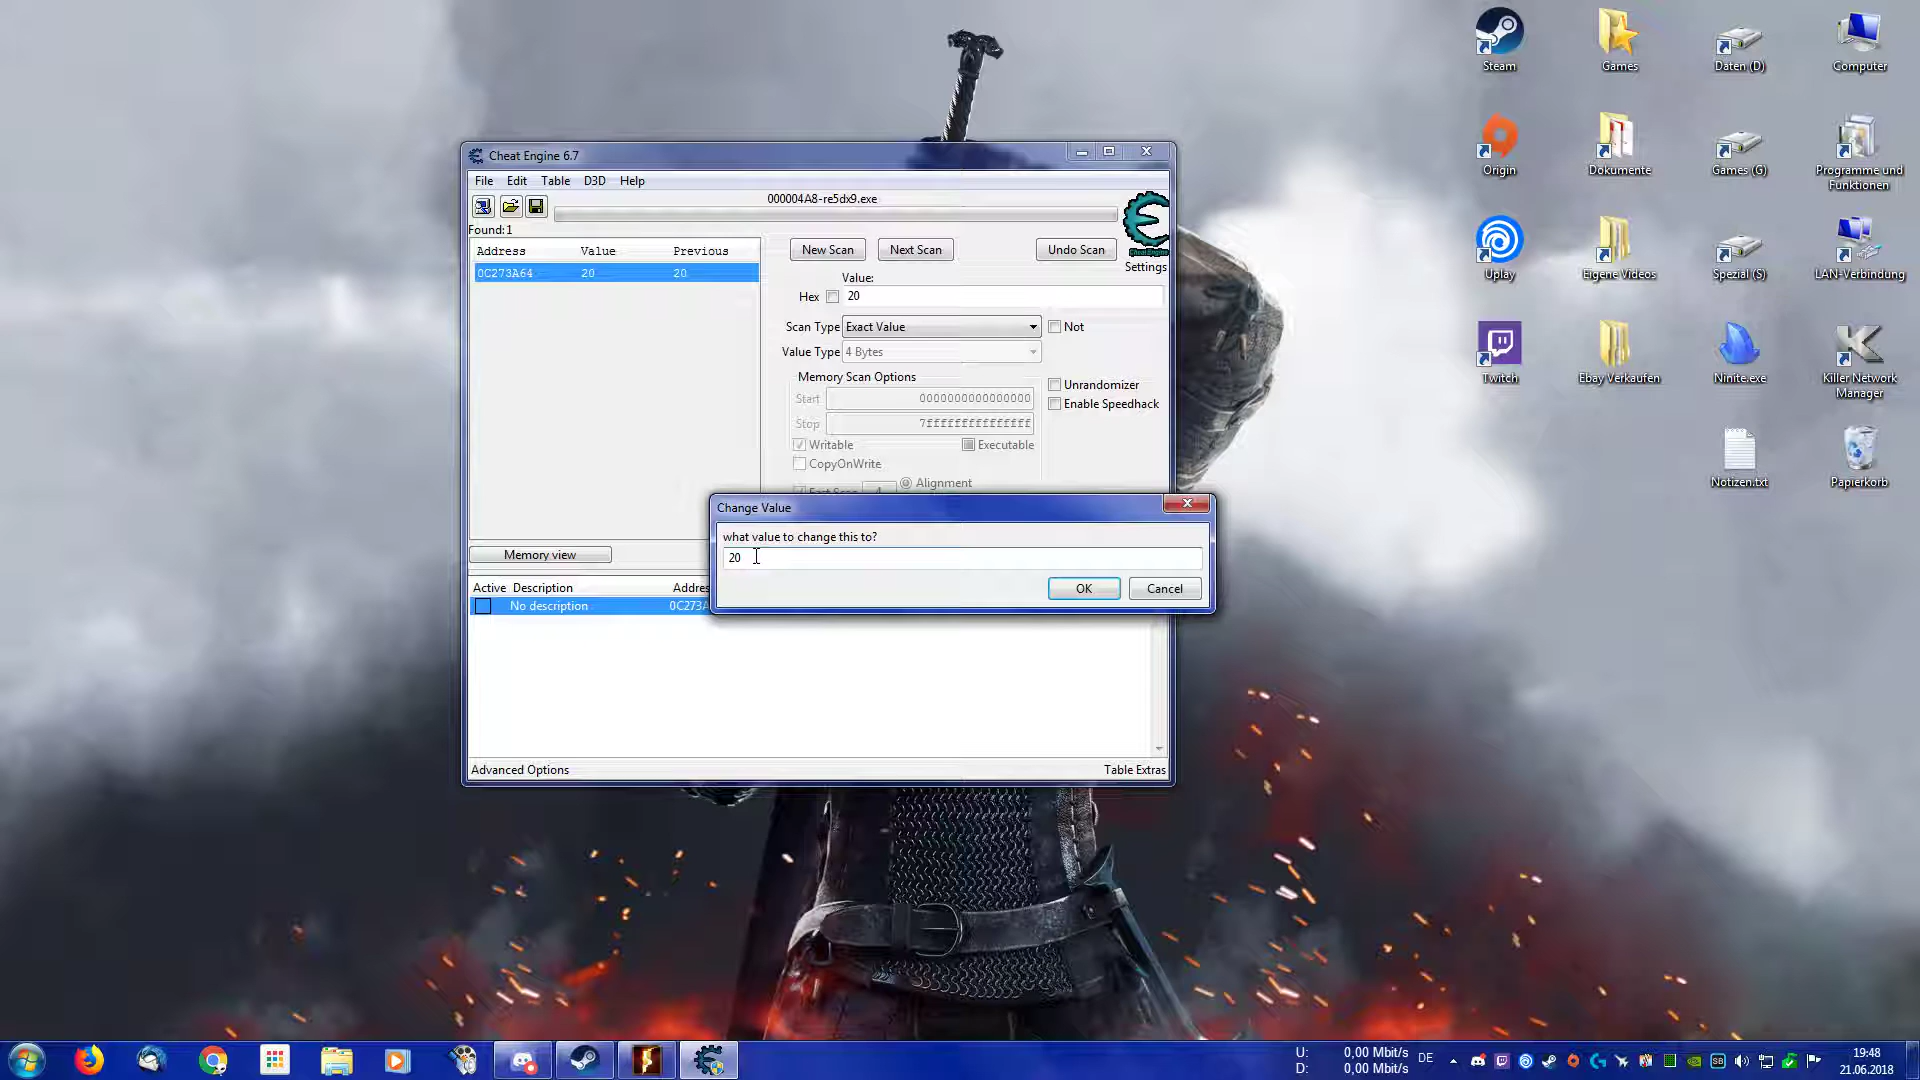 Steam
Games
Daten (D)
Computer
Origin
Dokumente
Games (G)
Programme und
Funktionen
Uplay
Eigene Videos
Spezial (S)
LAN-Verbindung
Twitch
Ebay Verkaufen
Ninite.exe
Killer Network
Manager
Notizen.txt
Papierkorb
Cheat Engine 6.7
File Edit Table D3D Help
000004A8-re5dx9.exe
Found:1
Address Value Previous
0C273A64 20 20
New Scan Next Scan Undo Scan
Cheat Engine
Settings
Value:
Hex 20
Scan Type Exact Value Not
Value Type 4 Bytes
Memory Scan Options
Start 0000000000000000
Stop 7fffffffffffffff
Unrandomizer
Enable Speedhack
Writable Executable
CopyOnWrite
Fast Scan 4 Alignment
Change Value
what value to change this to?
20
OK Cancel
Memory view
Active Description Addres
No description 0C273A
Advanced Options Table Extras
U: 0,00 Mbit/s
D: 0,00 Mbit/s
DE
SB
19:48
21.06.2018